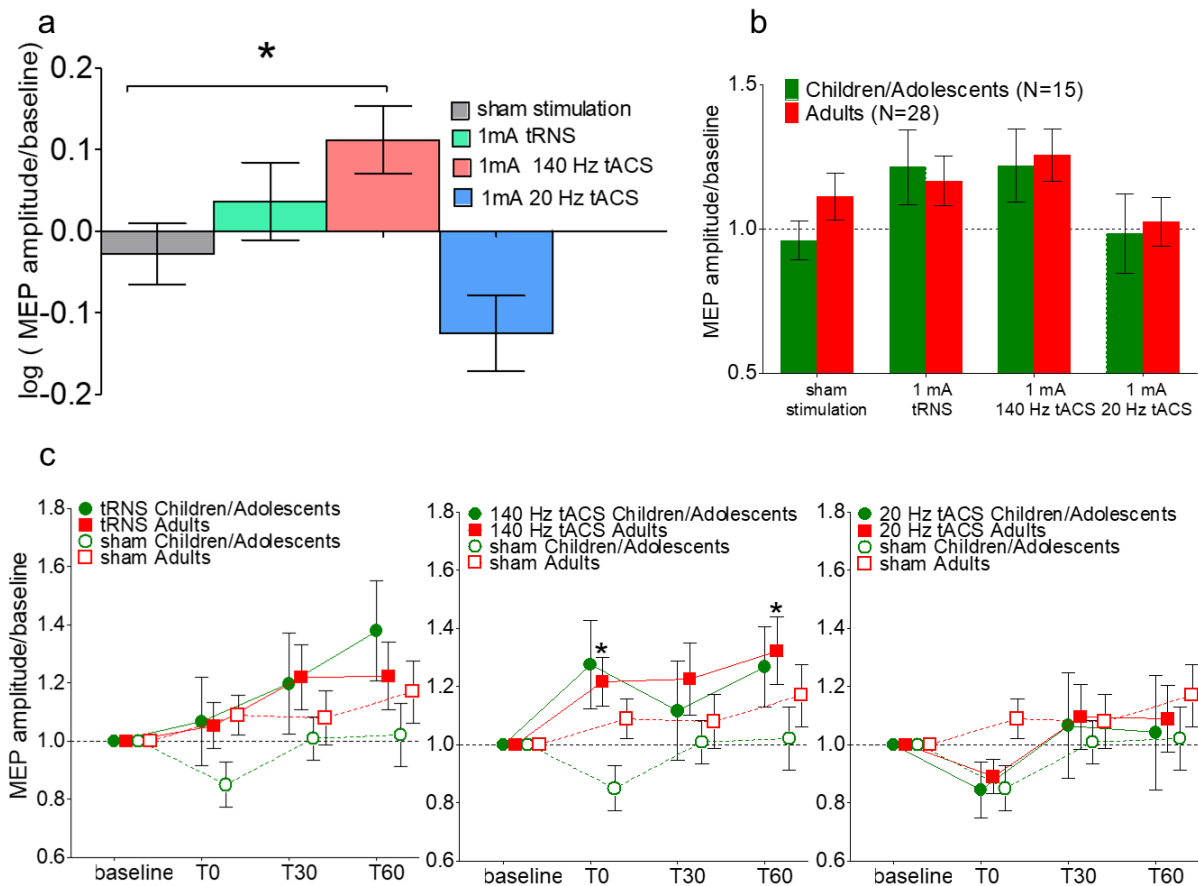 a
log ( MEP amplitude/baseline)
0.2
0.1
0.0
-0.1
-0.2
*
sham stimulation
1mA tRNS
1mA 140 Hz tACS
1mA 20 Hz tACS
b
MEP amplitude/baseline
1.5
1.0
0.5
Children/Adolescents (N=15)
Adults (N=28)
sham
stimulation
1 mA
tRNS
1 mA
140 Hz tACS
1 mA
20 Hz tACS
c
MEP amplitude/baseline
1.8
1.6
1.4
1.2
1.0
0.8
0.6
tRNS Children/Adolescents
tRNS Adults
sham Children/Adolescents
sham Adults
baseline T0 T30 T60
1.8
1.6
1.4
1.2
1.0
0.8
0.6
140 Hz tACS Children/Adolescents
140 Hz tACS Adults
sham Children/Adolescents
sham Adults
*
*
baseline T0 T30 T60
1.8
1.6
1.4
1.2
1.0
0.8
0.6
20 Hz tACS Children/Adolescents
20 Hz tACS Adults
sham Children/Adolescents
sham Adults
baseline T0 T30 T60